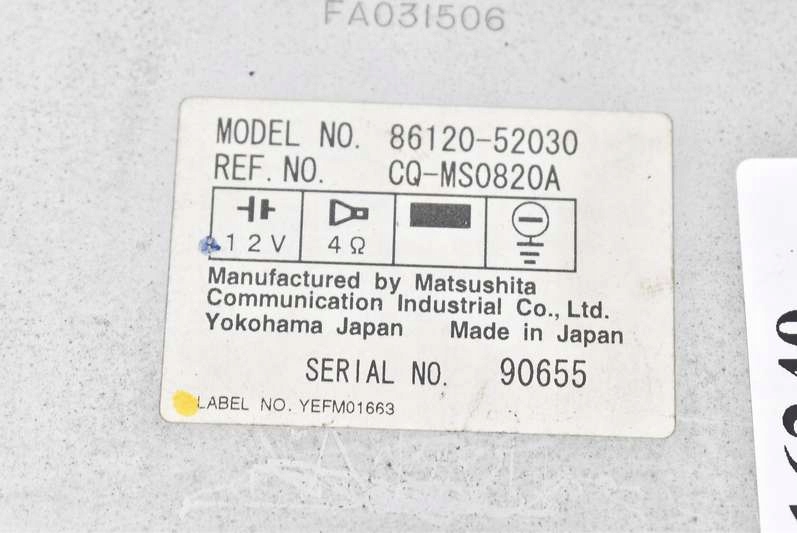 FA031506
MODEL NO. 86120-52030
REF. NO. CQ-MS0820A
12V 4Ω
Manufactured by Matsushita
Communication Industrial Co., Ltd.
Yokohama Japan Made in Japan
SERIAL NO. 90655
LABEL NO. YEFM01663